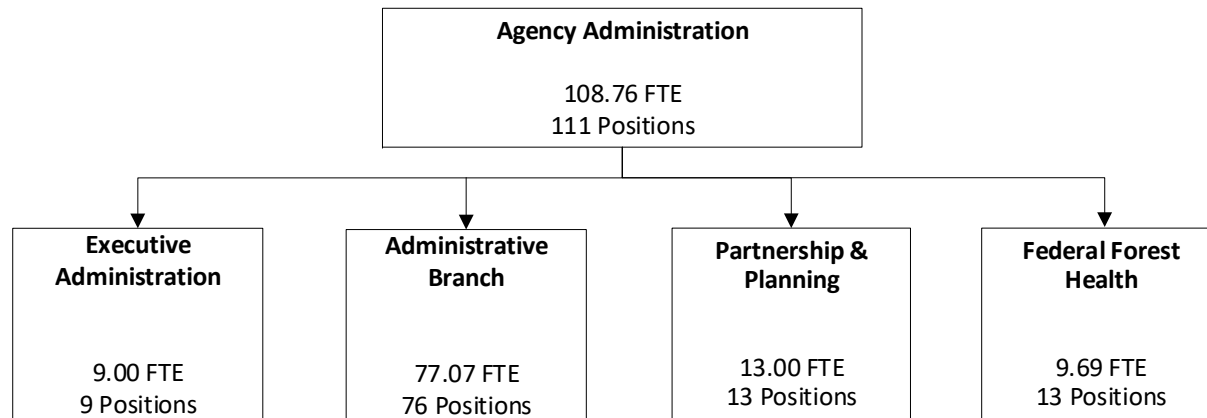 Agency Administration
108.76 FTE
111 Positions
Executive
Administration
9.00 FTE
9 Positions
Administrative
Branch
77.07 FTE
76 Positions
Partnership &
Planning
13.00 FTE
13 Positions
Federal Forest
Health
9.69 FTE
13 Positions